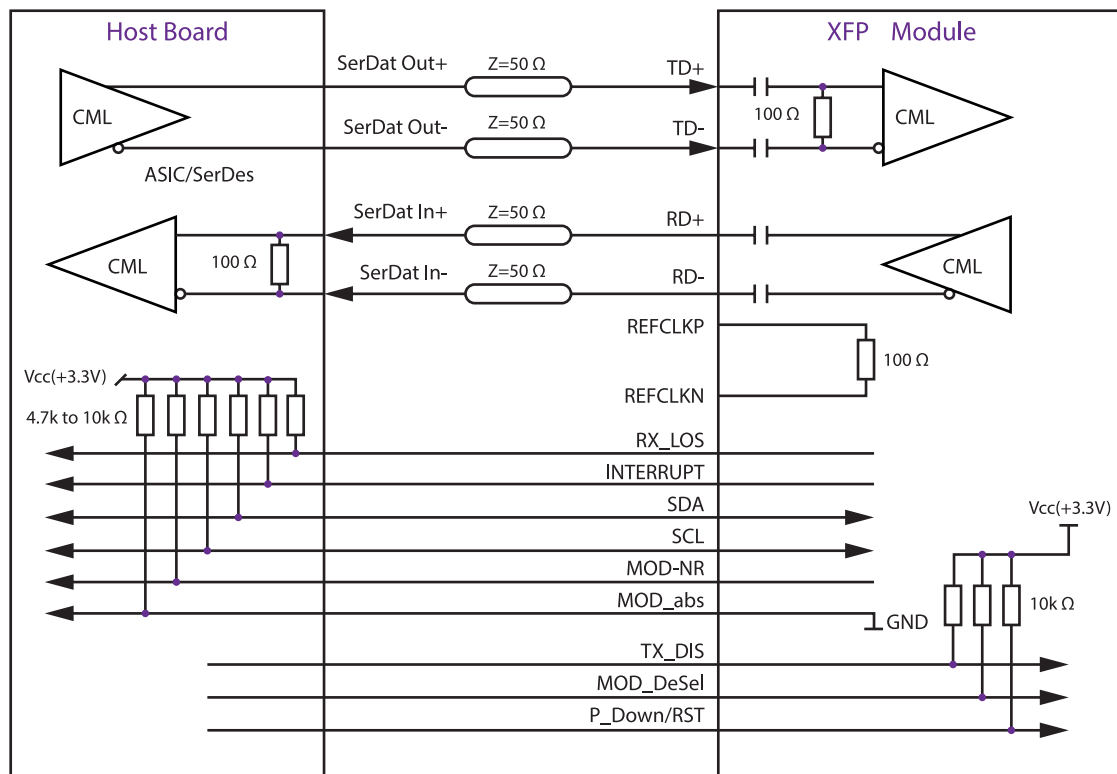 Host Board
XFP Module
SerDat Out+
Z=50 Ω
TD+
CML
100 Ω
CML
SerDat Out-
Z=50 Ω
TD-
ASIC/SerDes
SerDat In+
Z=50 Ω
RD+
CML
100 Ω
SerDat In-
Z=50 Ω
RD-
CML
REFCLKP
100 Ω
REFCLKN
Vcc(+3.3V)
4.7k to 10k Ω
RX_LOS
INTERRUPT
SDA
Vcc(+3.3V)
SCL
MOD-NR
MOD_abs
GND
10k Ω
TX_DIS
MOD_DeSel
P_Down/RST